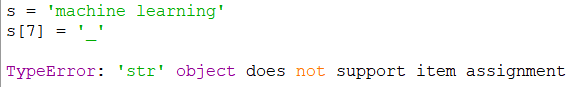 s = 'machine learning'
s[7] = '_'
TypeError: 'str' object does not support item assignment